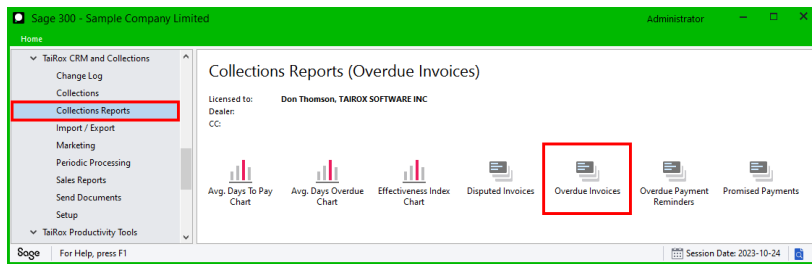 Sage 300 - Sample Company Limited
Administrator
Home
TaiRox CRM and Collections
Change Log
Collections
Collections Reports
Import / Export
Marketing
Periodic Processing
Sales Reports
Send Documents
Setup
TaiRox Productivity Tools
Collections Reports (Overdue Invoices)
Licensed to: Don Thomson, TAIROX SOFTWARE INC
Dealer:
CC:
Avg. Days To Pay Chart
Avg. Days Overdue Chart
Effectiveness Index Chart
Disputed Invoices
Overdue Invoices
Overdue Payment Reminders
Promised Payments
Sage For Help, press F1
Session Date: 2023-10-24